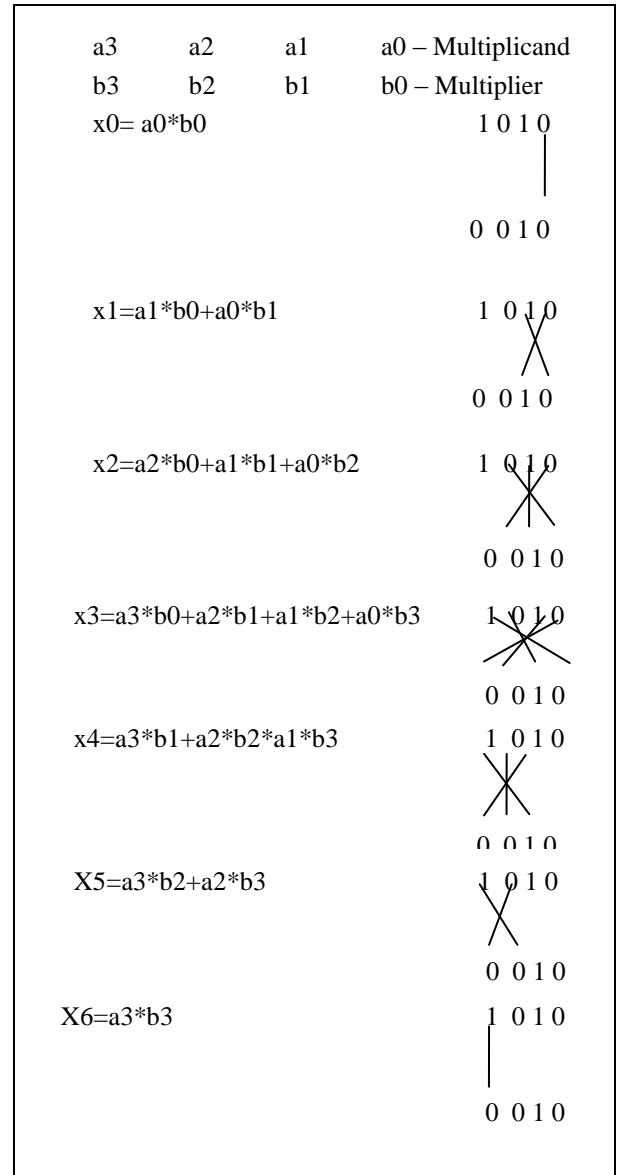 a3 a2 a1 a0 – Multiplicand
b3 b2 b1 b0 – Multiplier
x0= a0*b0 1 0 1 0
0 0 1 0
x1=a1*b0+a0*b1 1 0 1 0
0 0 1 0
x2=a2*b0+a1*b1+a0*b2 1 0 1 0
0 0 1 0
x3=a3*b0+a2*b1+a1*b2+a0*b3 1 0 1 0
0 0 1 0
x4=a3*b1+a2*b2*a1*b3 1 0 1 0
0 0 1 0
X5=a3*b2+a2*b3 1 0 1 0
0 0 1 0
X6=a3*b3 1 0 1 0
0 0 1 0